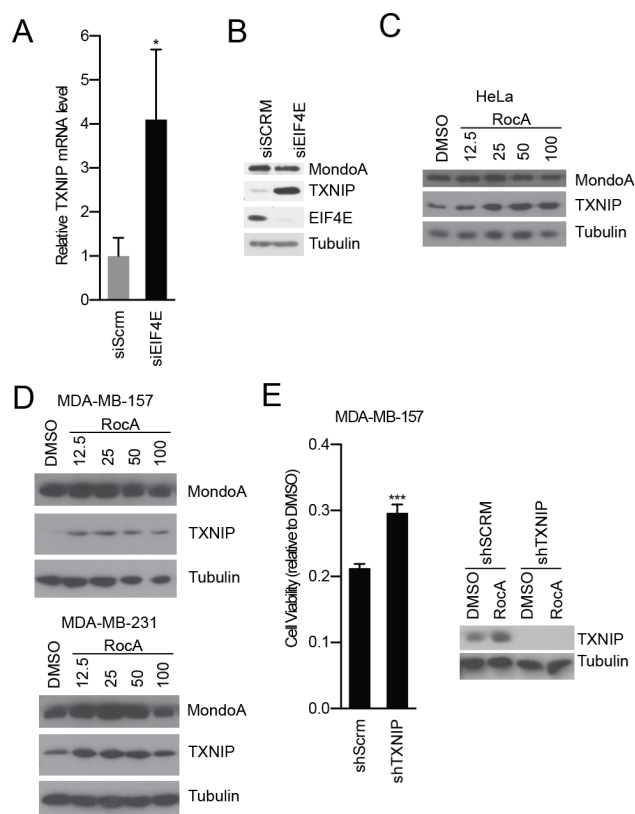 A
Relative TXNIP mRNA level
6
5
4
3
2
1
0
*
siScrm
siEIF4E
B
siSCRM
siEIF4E
MondoA
TXNIP
EIF4E
Tubulin
C
HeLa
RocA
DMSO
12.5
25
50
100
MondoA
TXNIP
Tubulin
D
MDA-MB-157
RocA
DMSO
12.5
25
50
100
MondoA
TXNIP
Tubulin
MDA-MB-231
RocA
DMSO
12.5
25
50
100
MondoA
TXNIP
Tubulin
E
MDA-MB-157
Cell Viability (relative to DMSO)
0.4
0.3
0.2
0.1
0.0
***
shScrm
shTXNIP
shSCRM
shTXNIP
DMSO
RocA
DMSO
RocA
TXNIP
Tubulin